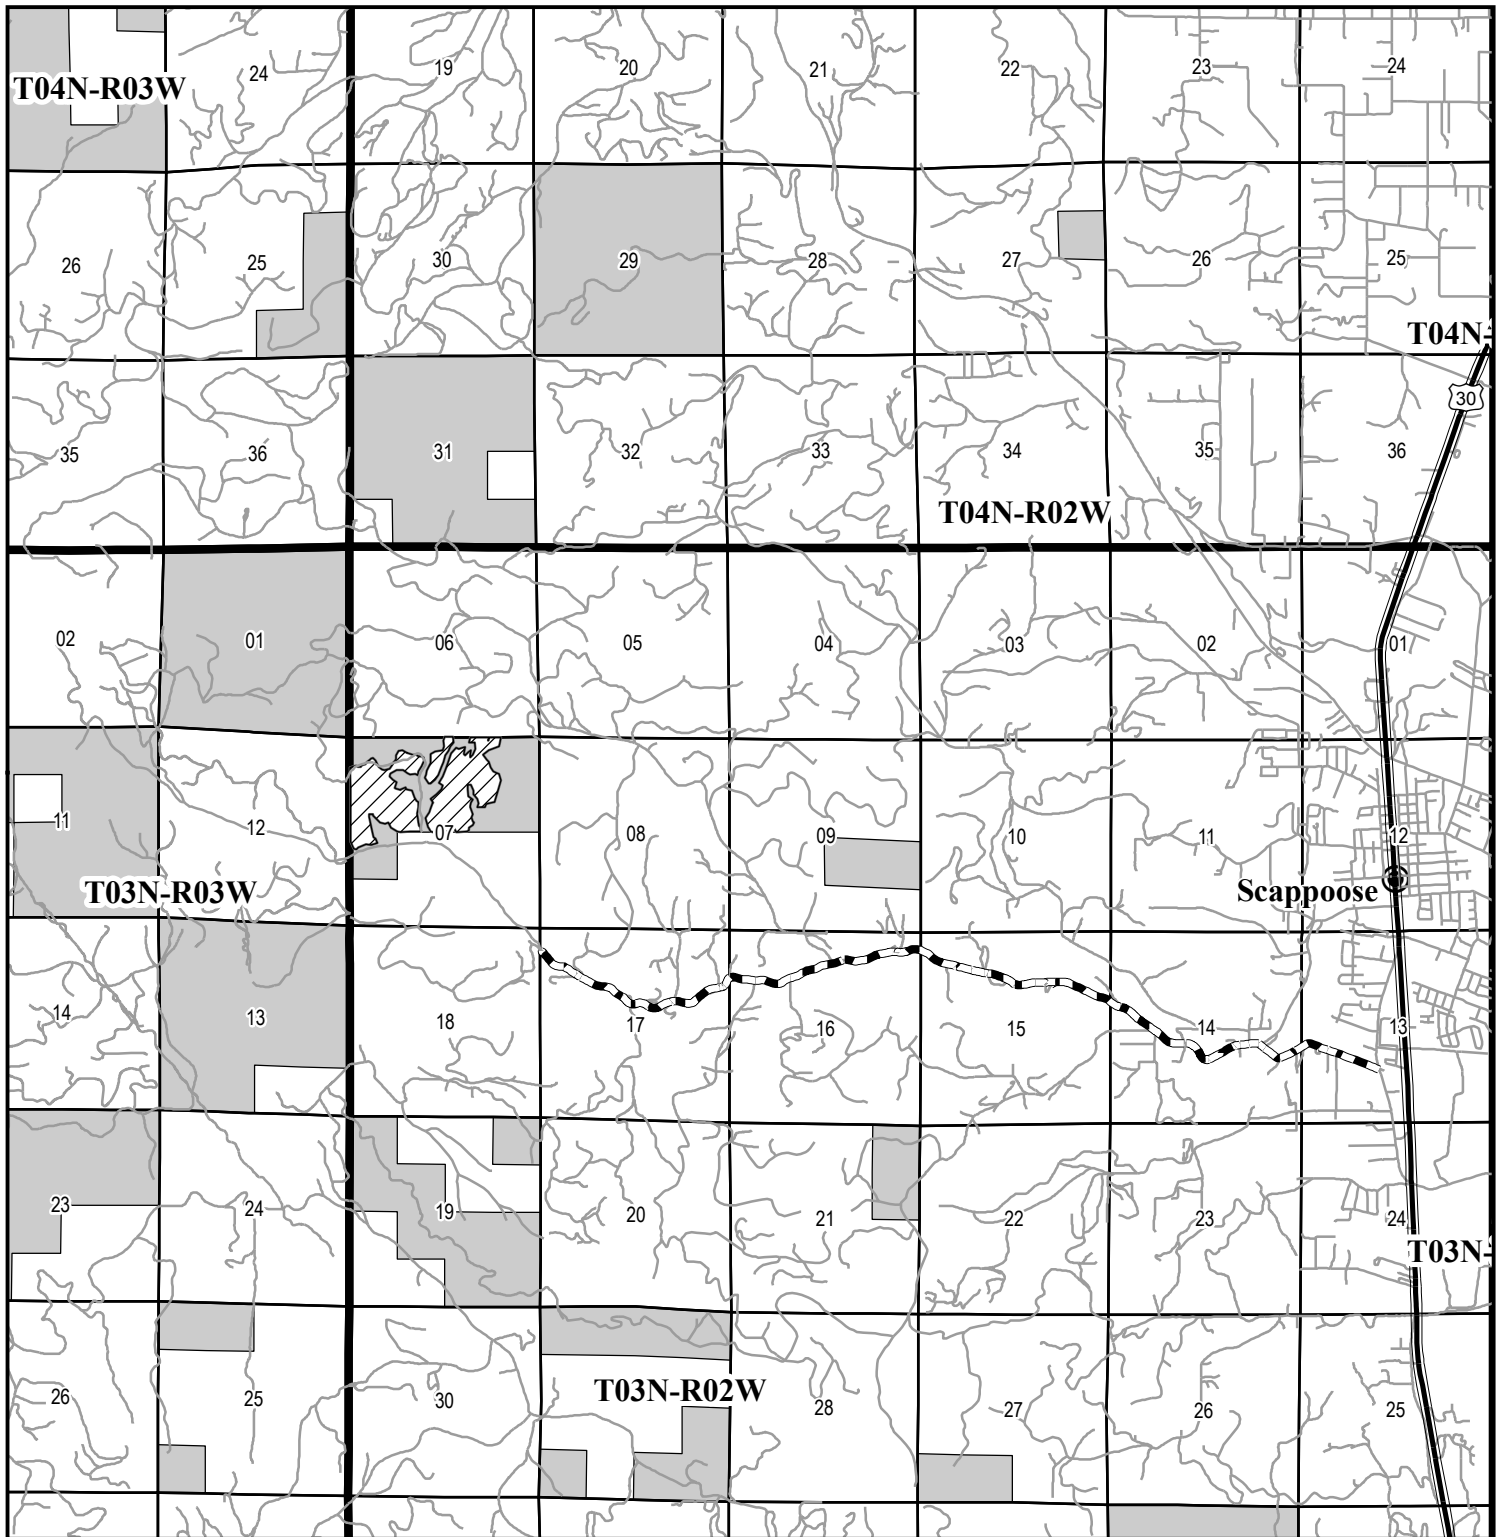 24 19 20 21 22 23 24
T04N-R03W
26 25 30 29 28 27 26 25
T04N-
30
35 36 31 32 33 34 35 36
T04N-R02W
02 01 06 05 04 03 02 01
11 12 07 08 09 10 11 12
T03N-R03W
Scappoose
14 13 18 17 16 15 14 13
23 24 19 20 21 22 23 24
T03N-
26 25 30 28 27 26 25
T03N-R02W